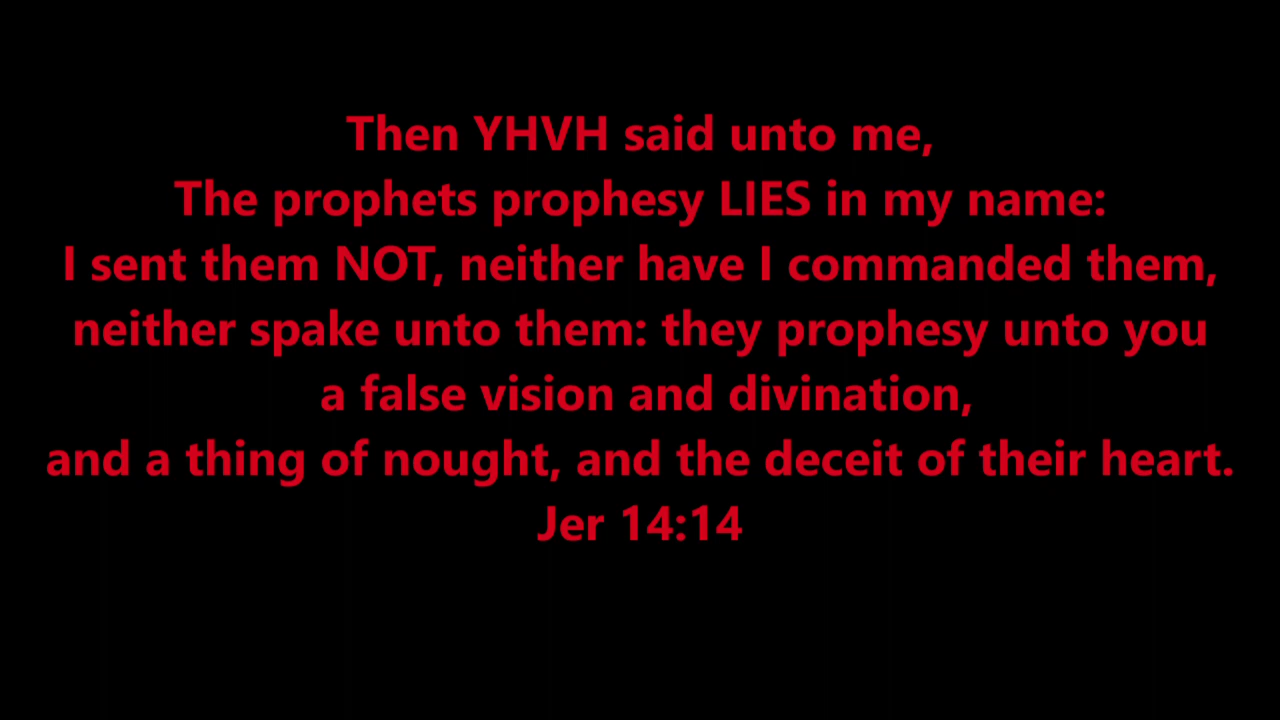 Then YHVH said unto me,
The prophets prophesy LIES in my name:
I sent them NOT, neither have I commanded them,
neither spake unto them: they prophesy unto you
a false vision and divination,
and a thing of nought, and the deceit of their heart.
Jer 14:14